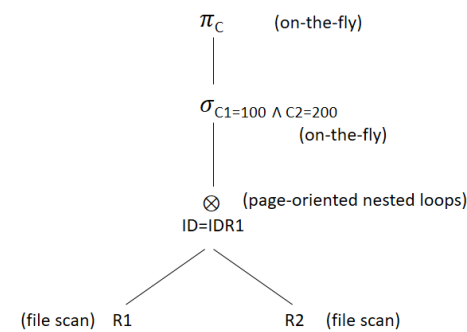 π_C (on-the-fly)
σ_C1=100 ∧ C2=200
(on-the-fly)
⊗ (page-oriented nested loops)
ID=IDR1
(file scan) R1 R2 (file scan)